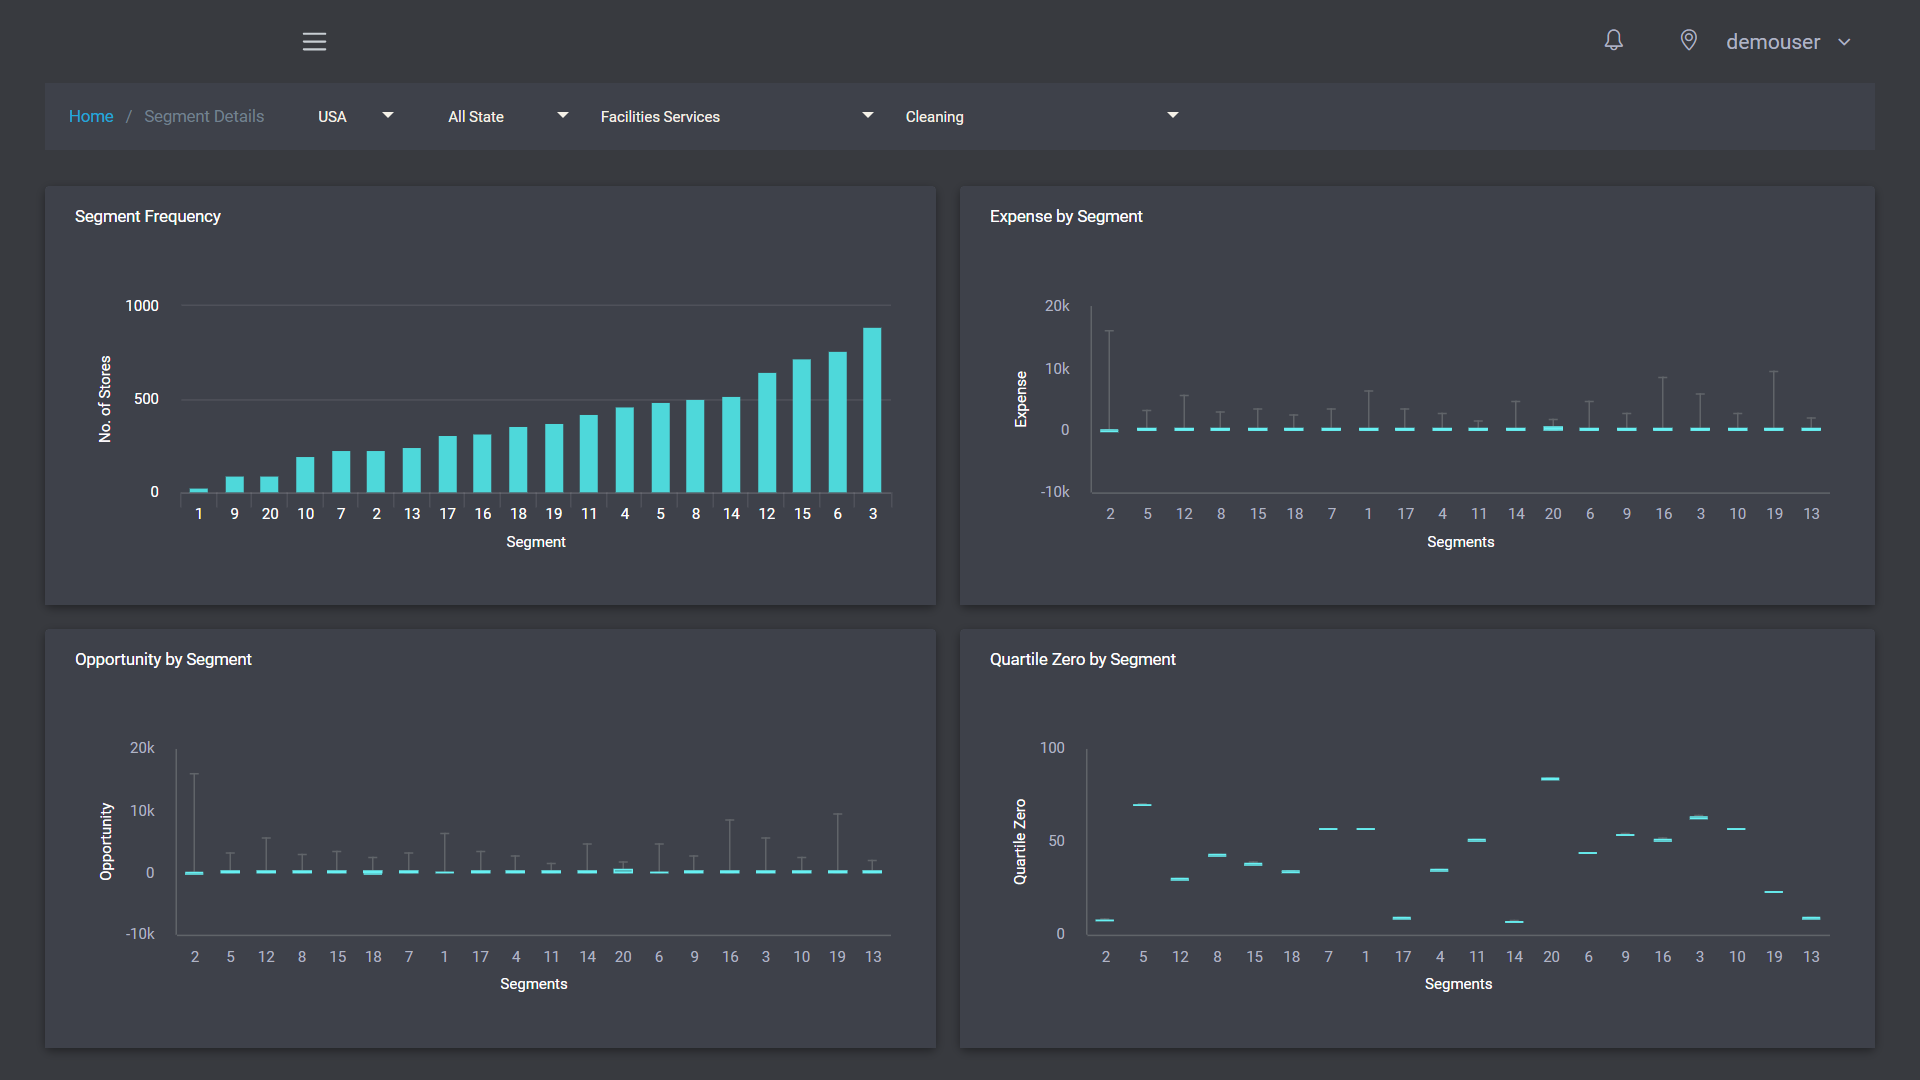 demouser
Home / Segment Details USA All State Facilities Services Cleaning
Segment Frequency
1000
500
0
No. of Stores
1 9 20 10 7 2 13 17 16 18 19 11 4 5 8 14 12 15 6 3
Segment
Expense by Segment
20k
10k
0
-10k
Expense
2 5 12 8 15 18 7 1 17 4 11 14 20 6 9 16 3 10 19 13
Segments
Opportunity by Segment
20k
10k
0
-10k
Opportunity
2 5 12 8 15 18 7 1 17 4 11 14 20 6 9 16 3 10 19 13
Segments
Quartile Zero by Segment
100
50
0
Quartile Zero
2 5 12 8 15 18 7 1 17 4 11 14 20 6 9 16 3 10 19 13
Segments